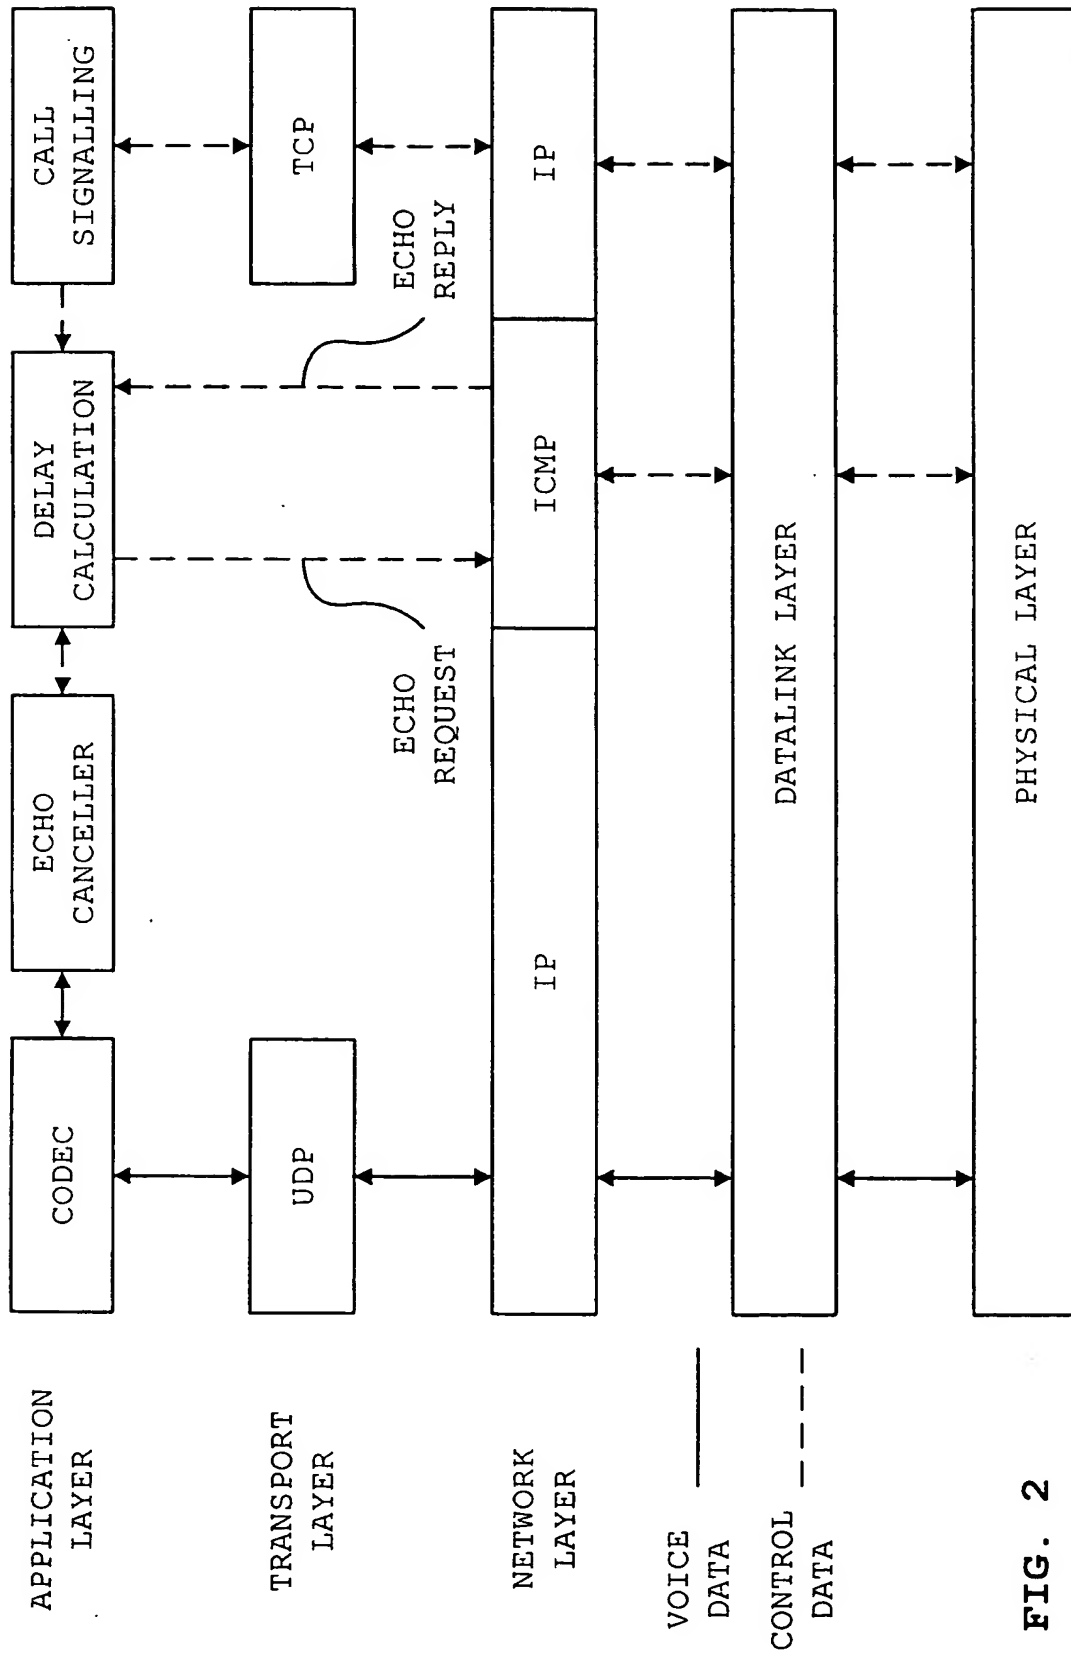 APPLICATION
LAYER
CODEC
ECHO
CANCELLER
DELAY
CALCULATION
CALL
SIGNALLING
TRANSPORT
LAYER
UDP
TCP
ECHO
REQUEST
ECHO
REPLY
NETWORK
LAYER
IP
ICMP
IP
VOICE
DATA
CONTROL
DATA
DATALINK LAYER
PHYSICAL LAYER
FIG. 2